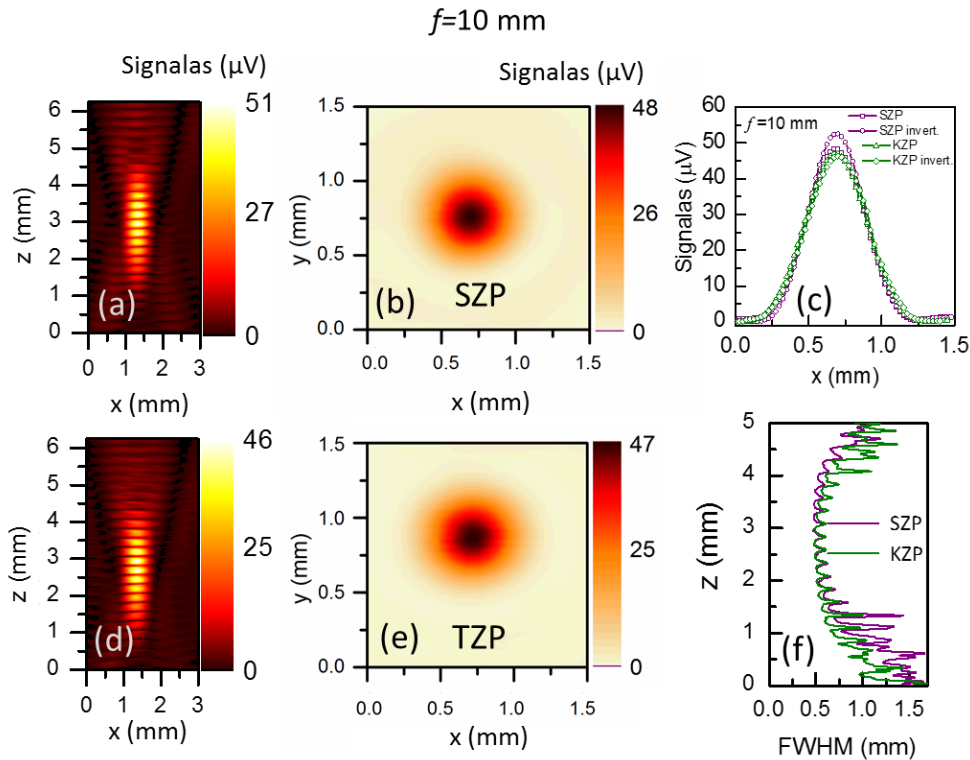 f=10 mm
Signalas (µV)
z (mm)
6
5
4
3
2
1
0
0 1 2 3
x (mm)
(a)
51
27
0
Signalas (µV)
y (mm)
1.5
1.0
0.5
0.0
0.0 0.5 1.0 1.5
x (mm)
(b)
SZP
48
26
0
Signalas (µV)
60
50
40
30
20
10
0
0.0 0.5 1.0 1.5
x (mm)
f =10 mm
SZP
SZP invert.
KZP
KZP invert.
(c)
z (mm)
6
5
4
3
2
1
0
0 1 2 3
x (mm)
(d)
46
25
0
y (mm)
1.5
1.0
0.5
0.0
0.0 0.5 1.0 1.5
x (mm)
(e)
TZP
47
25
0
z (mm)
5
4
3
2
1
0
0.0 0.5 1.0 1.5
FWHM (mm)
SZP
KZP
(f)